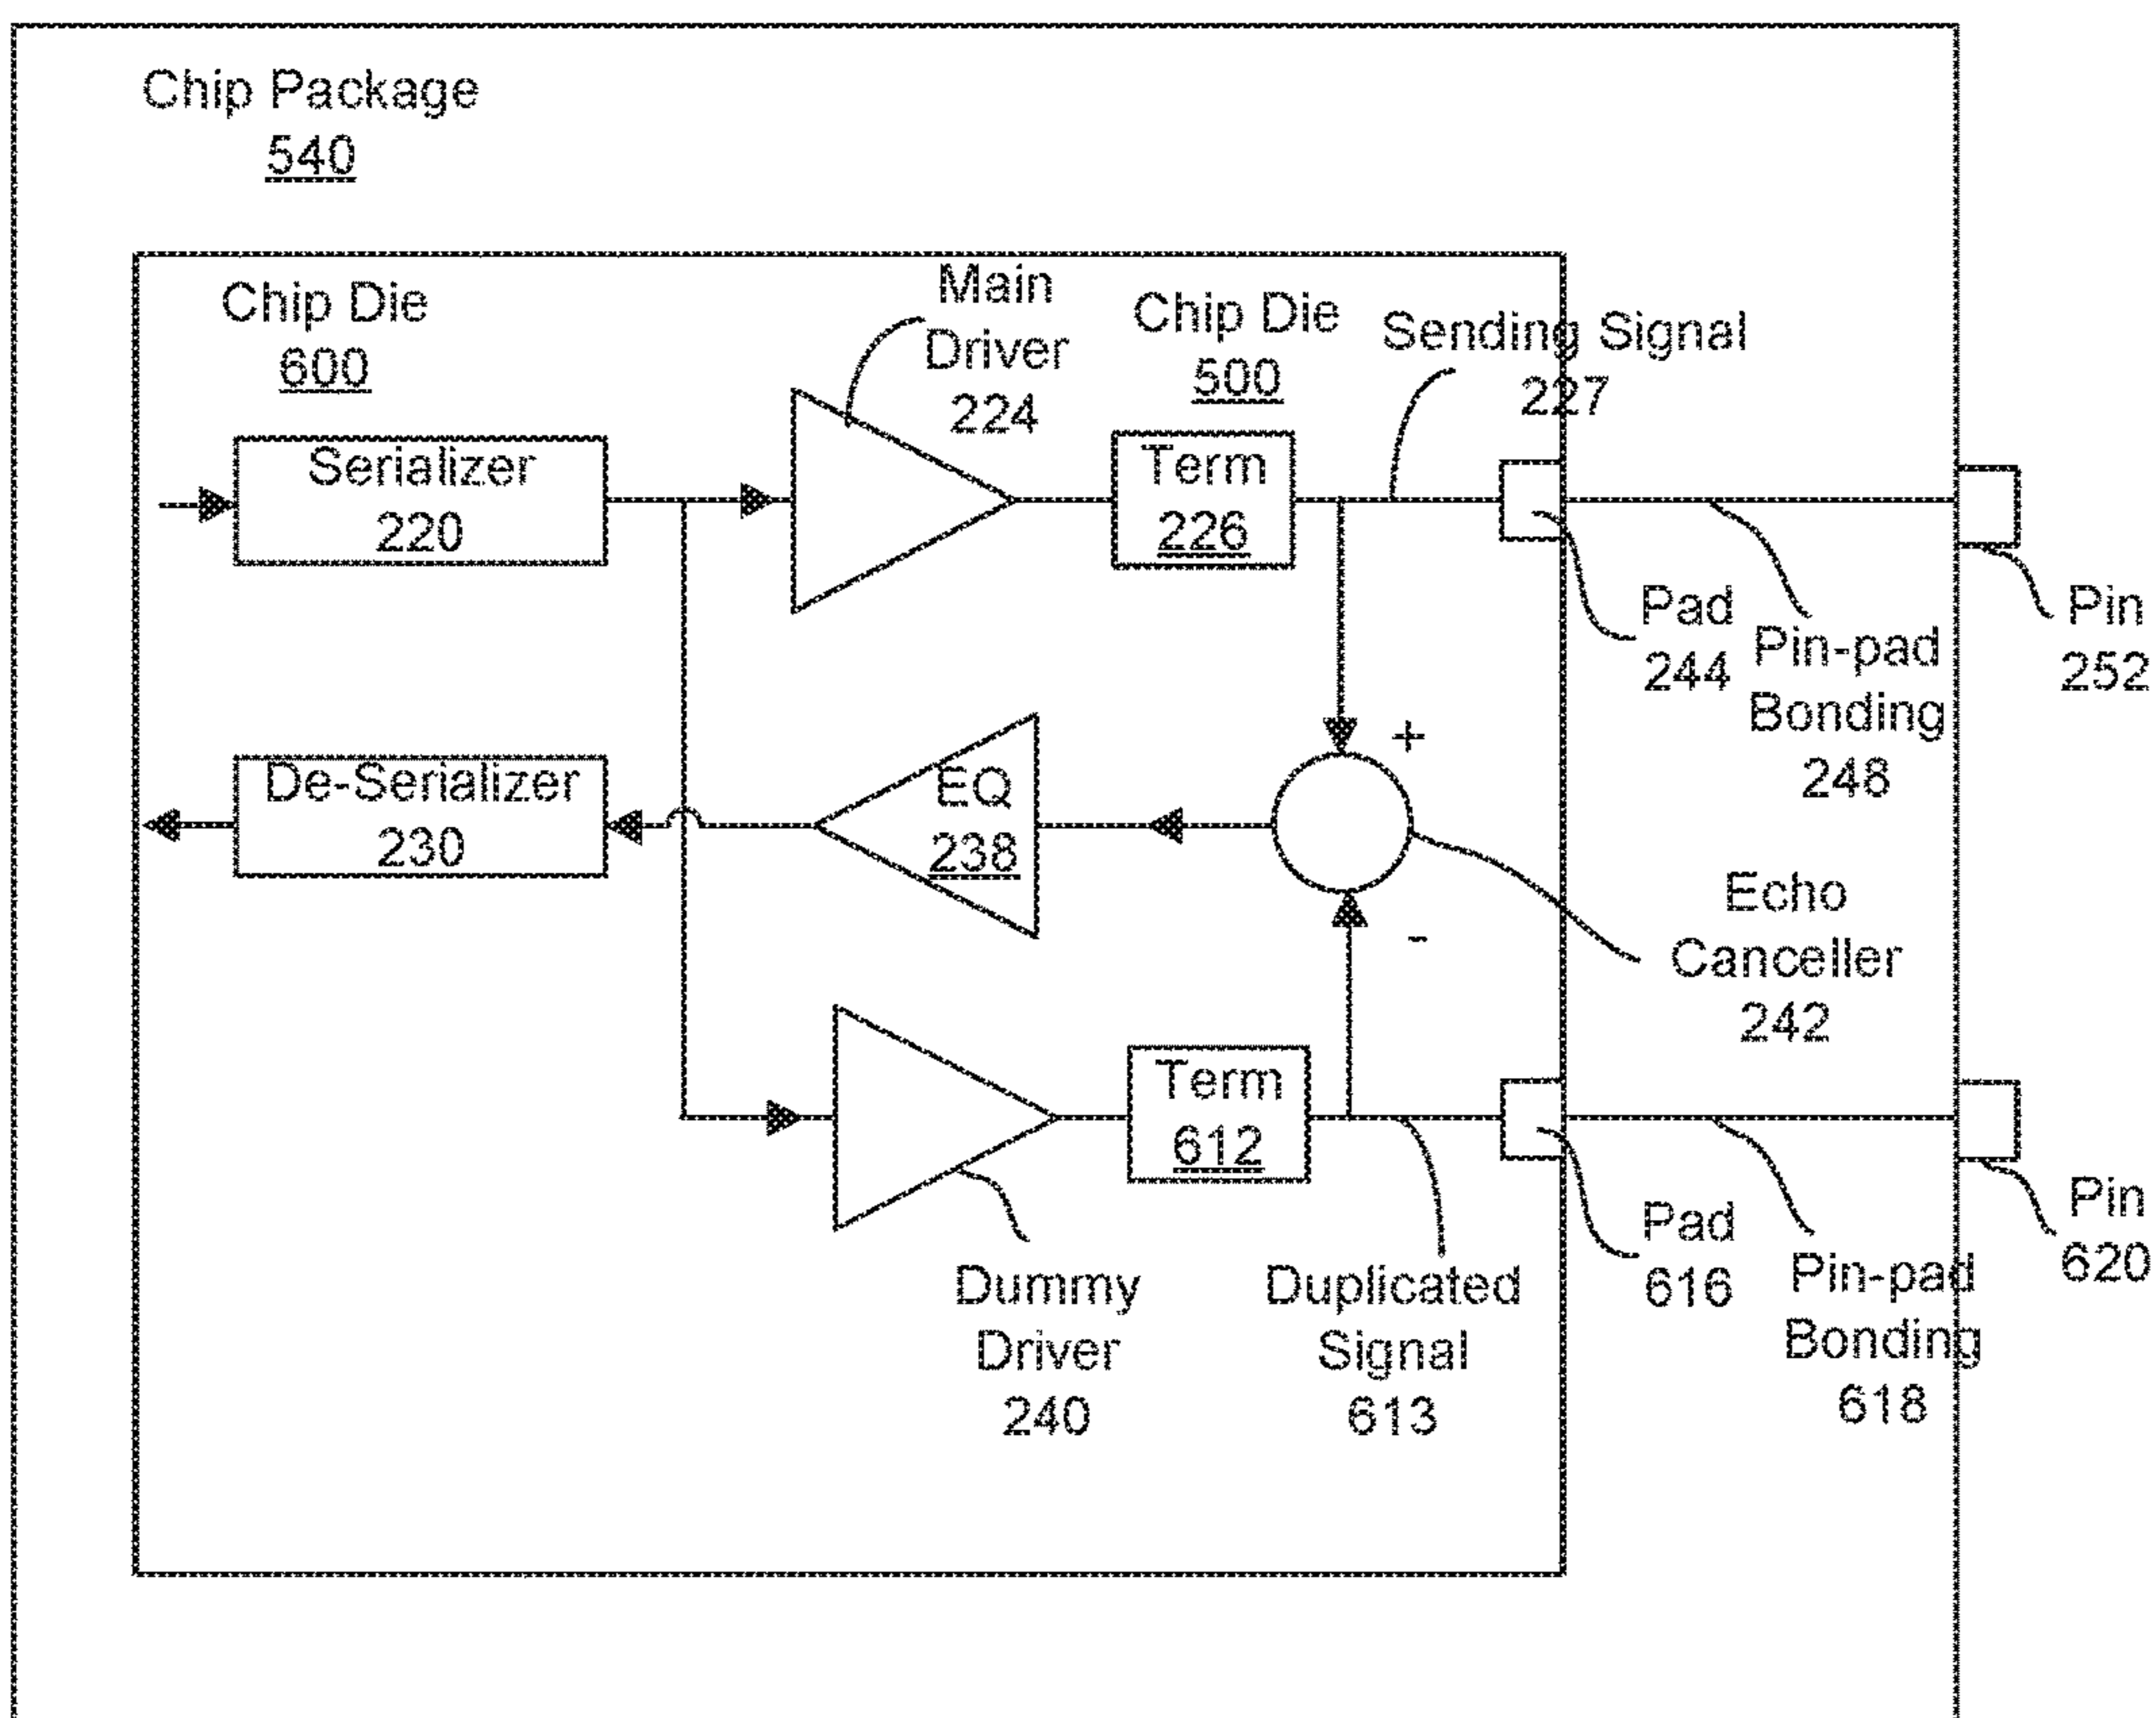 Chip Package
540
Chip Die
600
Main
Driver
224
Chip Die
500
Sending Signal
227
Serializer
220
Term
226
Pad
244
Pin-pad
Bonding
248
Pin
252
+
De-Serializer
230
EQ
238
-
Echo
Canceller
242
Term
612
Dummy
Driver
240
Duplicated
Signal
613
Pad
616
Pin-pad
Bonding
618
Pin
620